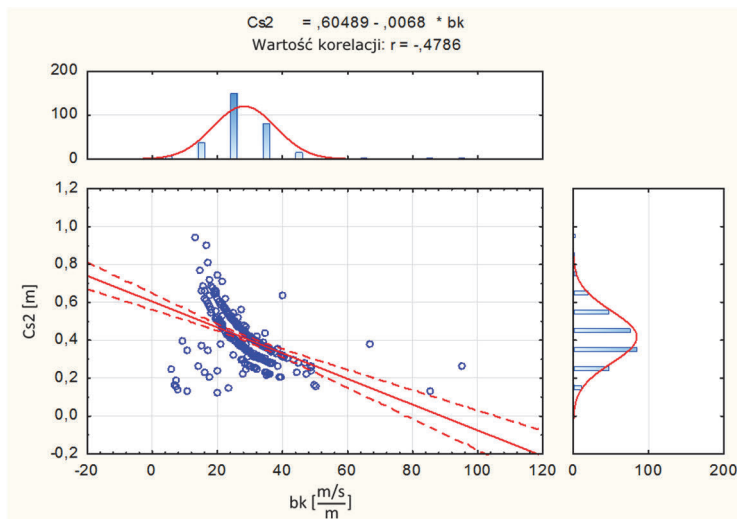 Cs2 = ,60489 - ,0068 * bk
Wartość korelacji: r = -,4786
200
100
0
1,2
1,0
0,8
0,6
0,4
0,2
0,0
-0,2
Cs2 [m]
-20 0 20 40 60 80 100 120
0 100 200
bk [m/s
m]